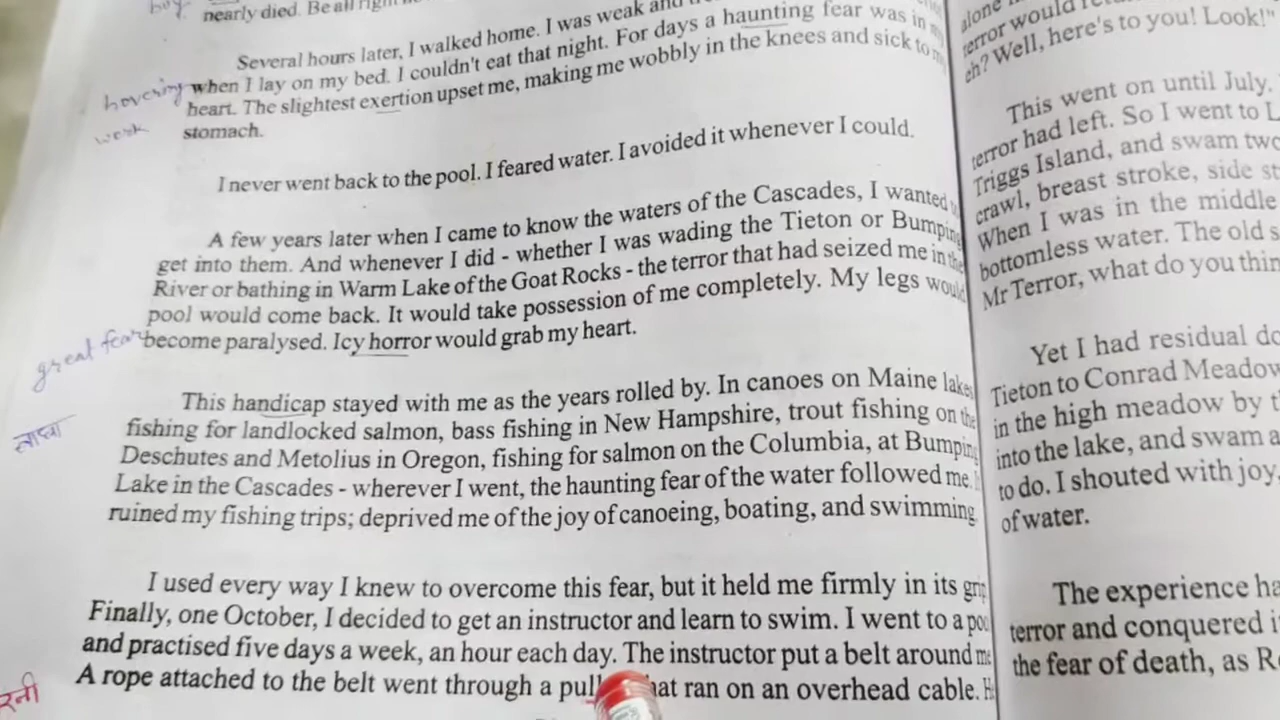 nearly died. Be all right
Several hours later, I walked home. I was weak and
hovering when I lay on my bed. I couldn't eat that night. For days a haunting fear was in my
heart. The slightest exertion upset me, making me wobbly in the knees and sick to my
work stomach.
I never went back to the pool. I feared water. I avoided it whenever I could.
A few years later when I came to know the waters of the Cascades, I wanted to
get into them. And whenever I did - whether I was wading the Tieton or Bumping
River or bathing in Warm Lake of the Goat Rocks - the terror that had seized me in the
pool would come back. It would take possession of me completely. My legs would
great fear become paralysed. Icy horror would grab my heart.
This handicap stayed with me as the years rolled by. In canoes on Maine lakes
fishing for landlocked salmon, bass fishing in New Hampshire, trout fishing on the
Deschutes and Metolius in Oregon, fishing for salmon on the Columbia, at Bumping
Lake in the Cascades - wherever I went, the haunting fear of the water followed me.
ruined my fishing trips; deprived me of the joy of canoeing, boating, and swimming.
I used every way I knew to overcome this fear, but it held me firmly in its grip
Finally, one October, I decided to get an instructor and learn to swim. I went to a pool
and practised five days a week, an hour each day. The instructor put a belt around me
A rope attached to the belt went through a pull hat ran on an overhead cable. H
alone
terror would
eh? Well, here's to you! Look!"
This went on until July.
terror had left. So I went to L
Triggs Island, and swam two
crawl, breast stroke, side st
When I was in the middle
bottomless water. The old s
Mr Terror, what do you thin
Yet I had residual do
Tieton to Conrad Meadow
in the high meadow by t
into the lake, and swam a
to do. I shouted with joy,
of water.
The experience ha
terror and conquered i
the fear of death, as Ro